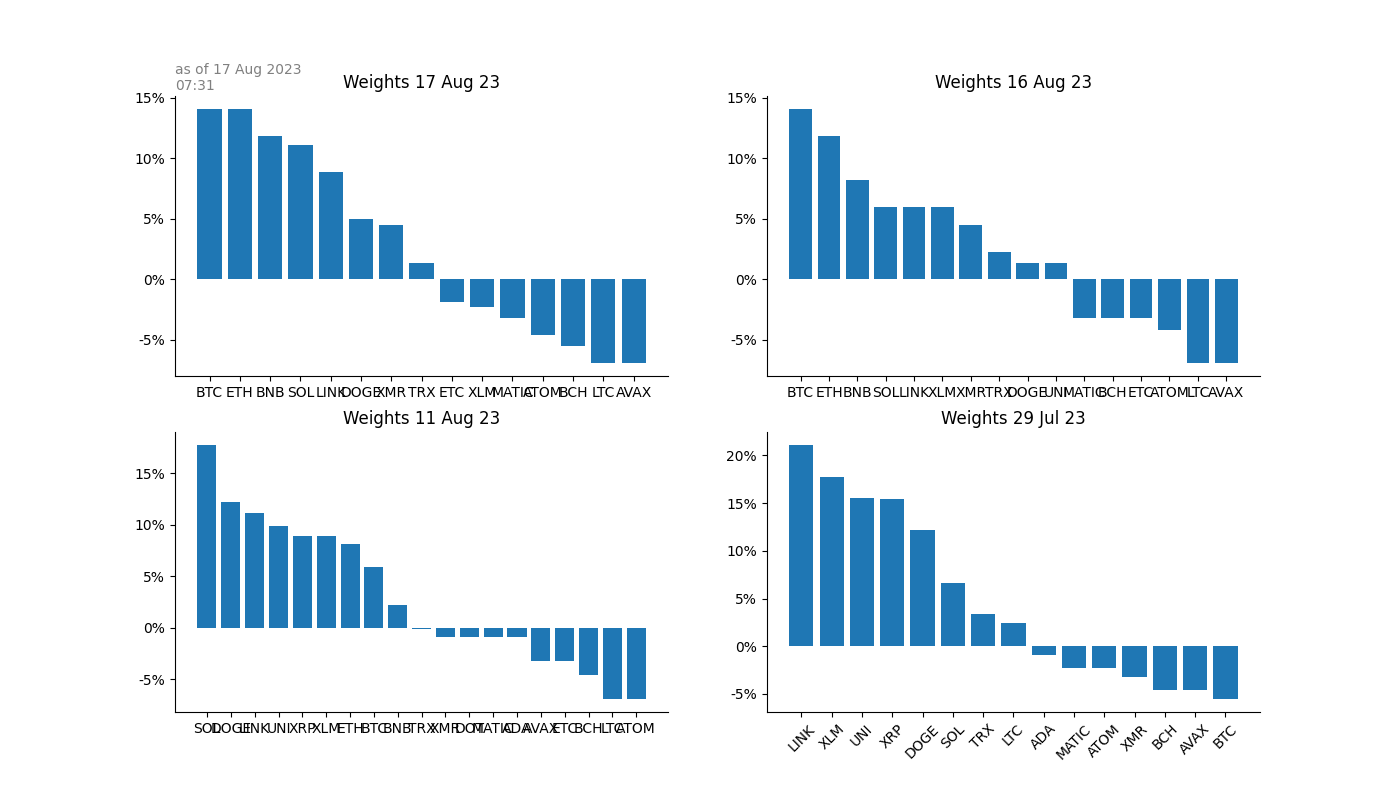 as of 17 Aug 2023
07:31
Weights 17 Aug 23
15%
10%
5%
0%
-5%
BTC ETH BNB SOL LINK DOGE XMR TRX ETC XLM MATIC ATOM BCH LTC AVAX
Weights 16 Aug 23
15%
10%
5%
0%
-5%
BTC ETH BNB SOL LINK XLM XMR TRX DOGE UNI MATIC BCH ETC ATOM LTC AVAX
Weights 11 Aug 23
15%
10%
5%
0%
-5%
SOL DOGE LINK UNI XRP XLM ETH BTC BNB TRX XMR DOT MATIC ADA AVAX ETC BCH LTC ATOM
Weights 29 Jul 23
20%
15%
10%
5%
0%
-5%
LINK XLM UNI XRP DOGE SOL TRX LTC ADA MATIC ATOM XMR BCH AVAX BTC